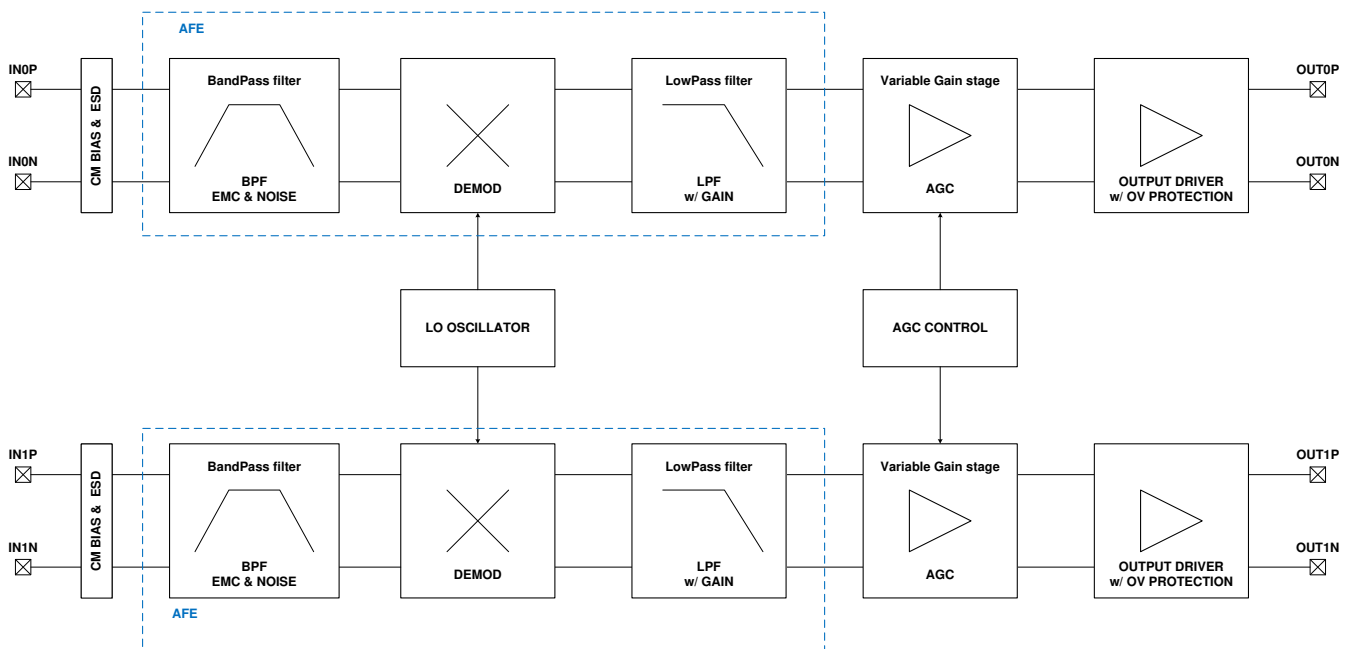 AFE
IN0P
IN0N
CM BIAS & ESD
BandPass filter
BPF
EMC & NOISE
DEMOD
LowPass filter
LPF
w/ GAIN
Variable Gain stage
AGC
OUTPUT DRIVER
w/ OV PROTECTION
OUT0P
OUT0N
LO OSCILLATOR
AGC CONTROL
IN1P
IN1N
CM BIAS & ESD
BandPass filter
BPF
EMC & NOISE
DEMOD
LowPass filter
LPF
w/ GAIN
Variable Gain stage
AGC
OUTPUT DRIVER
w/ OV PROTECTION
OUT1P
OUT1N
AFE